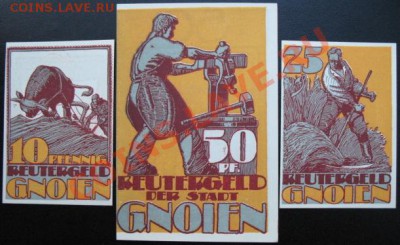 COINS.LAVE.RU
10 PFENNIG
REUTERGELD
GNOIEN
50
PF.
REUTERGELD
DER STADT
GNOIEN
25
REUTERGELD
GNOIEN